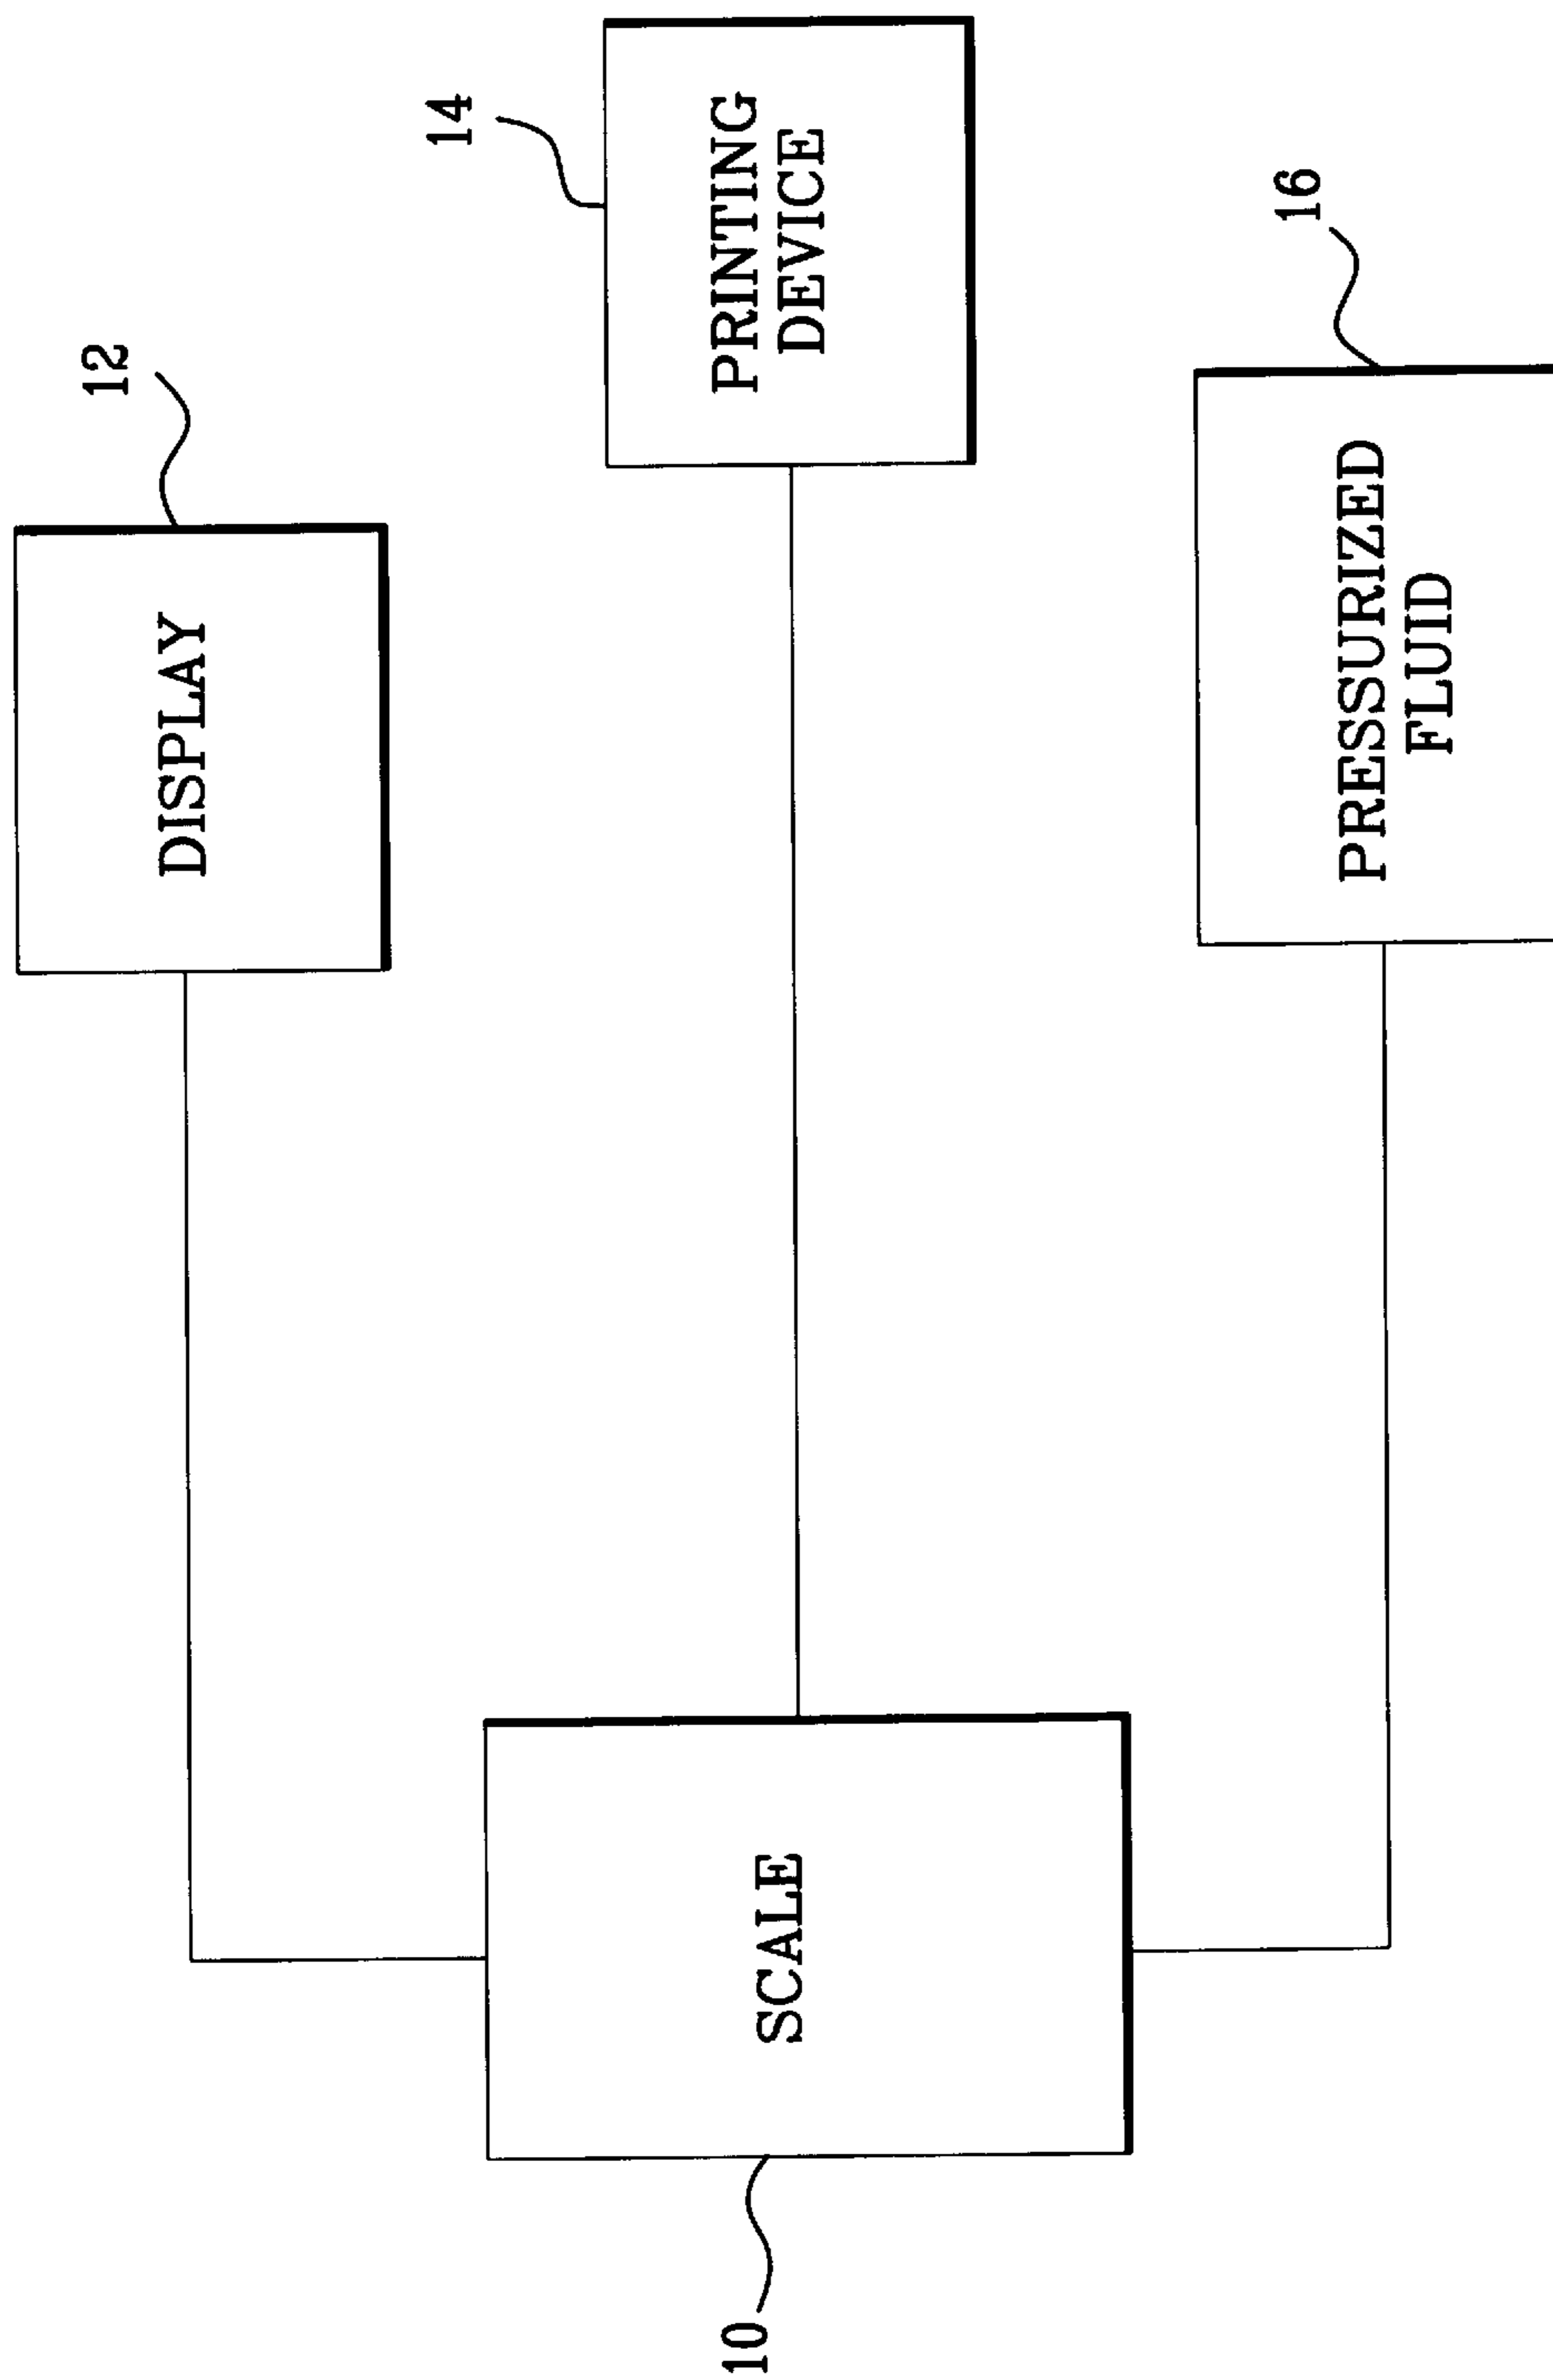 12
DISPLAY
14
PRINTING
DEVICE
10
SCALE
16
PRESSURIZED
FLUID